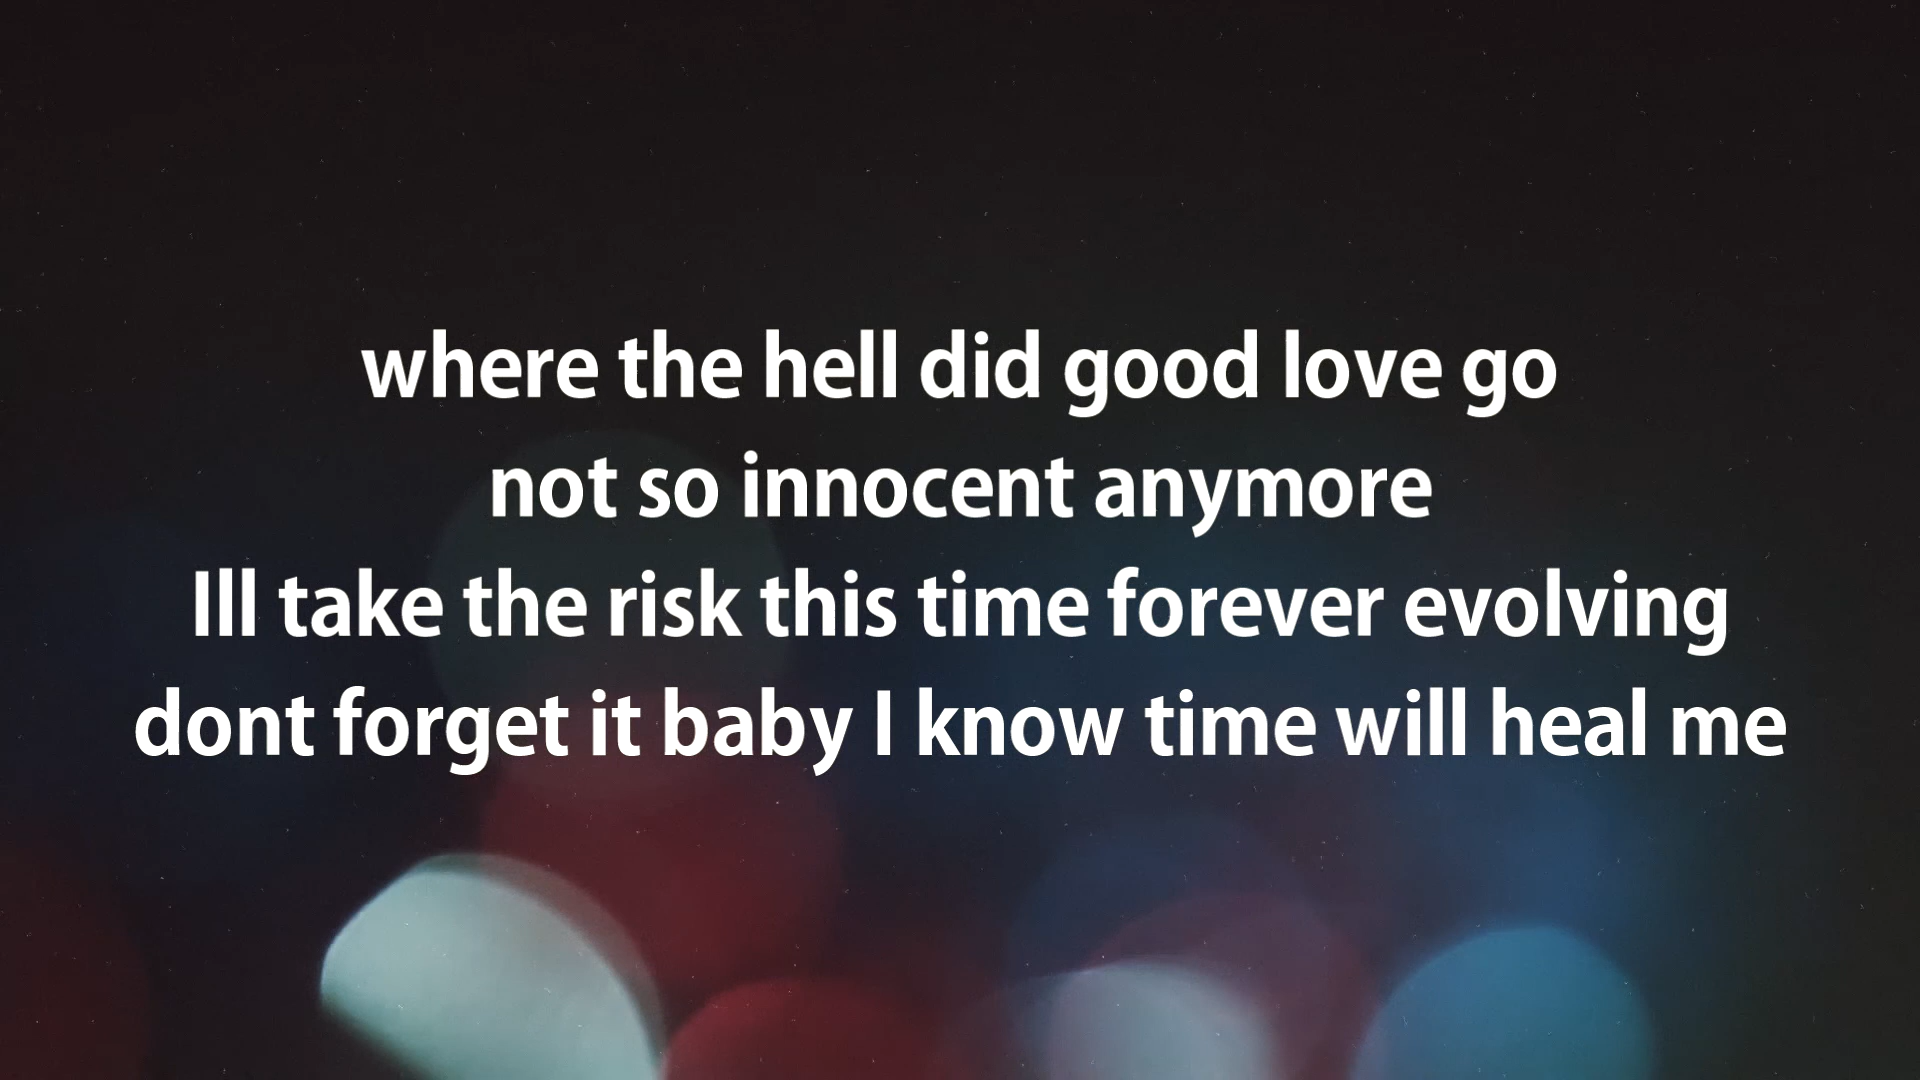 where the hell did good love go
not so innocent anymore
Ill take the risk this time forever evolving
dont forget it baby I know time will heal me